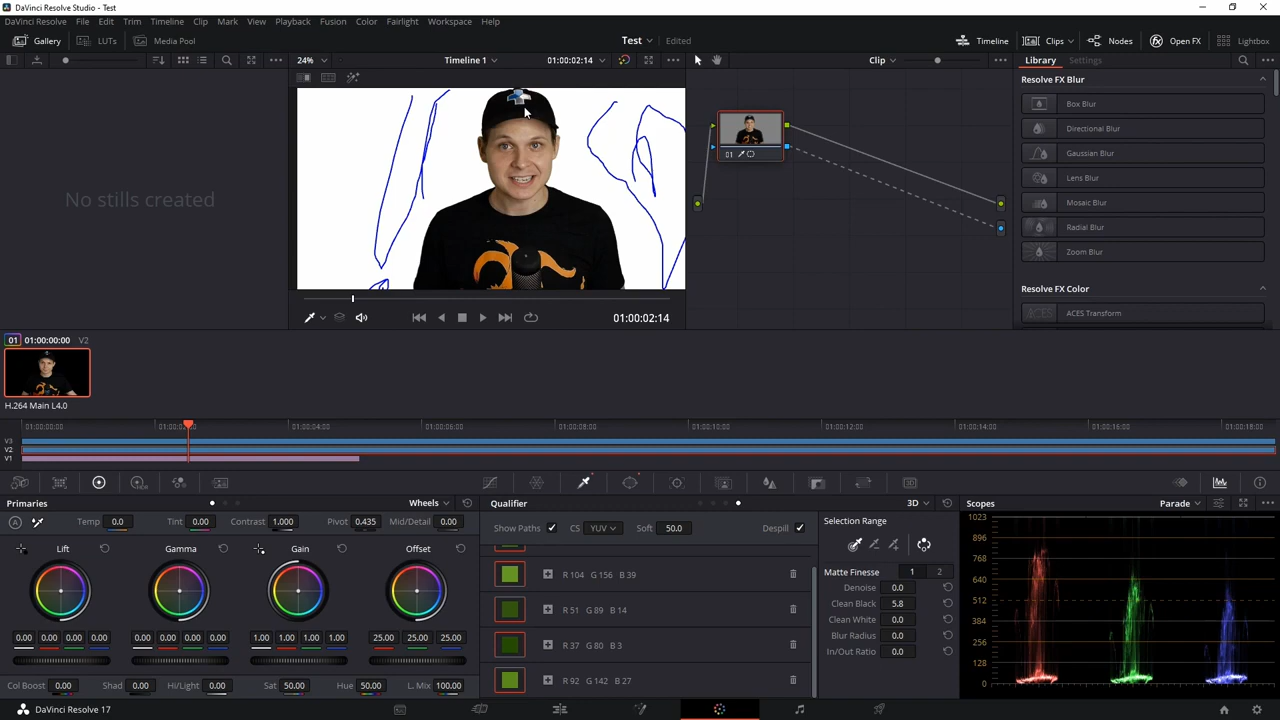 DaVinci Resolve Studio - Test
DaVinci Resolve File Edit Trim Timeline Clip Mark View Playback Fusion Color Fairlight Workspace Help
Gallery LUTs Media Pool Test Edited Timeline Clips Nodes Open FX Lightbox
24% Timeline 1 01:00:02:14 Clip Library Settings
Resolve FX Blur
Box Blur
Directional Blur
Gaussian Blur
Lens Blur
Mosaic Blur
Radial Blur
Zoom Blur
Resolve FX Color
ACES Transform
No stills created
01
01:00:02:14
01 01:00:00:00 V2
H.264 Main L4.0
01:00:00:00 01:00:04:00 01:00:06:00 01:00:08:00 01:00:10:00 01:00:12:00 01:00:14:00 01:00:16:00 01:00:18:00
V3
V2
V1
Primaries Wheels Qualifier 3D Scopes Parade
Temp 0.0 Tint 0.00 Contrast 1.000 Pivot 0.435 Mid/Detail 0.00
Lift Gamma Gain Offset
0.00 0.00 0.00 0.00 0.00 0.00 0.00 0.00 1.00 1.00 1.00 1.00 25.00 25.00 25.00
Col Boost 0.00 Shad 0.00 Hi/Light 0.00 Sat 50.00 Hue 50.00 L. Mix 100.00
Show Paths CS YUV Soft 50.0 Despill
R 104 G 156 B 39
R 51 G 89 B 14
R 37 G 80 B 3
R 92 G 142 B 27
Selection Range
Matte Finesse 1 2
Denoise 0.0
Clean Black 5.8
Clean White 0.0
Blur Radius 0.0
In/Out Ratio 0.0
1023
896
768
640
512
384
256
128
0
DaVinci Resolve 17